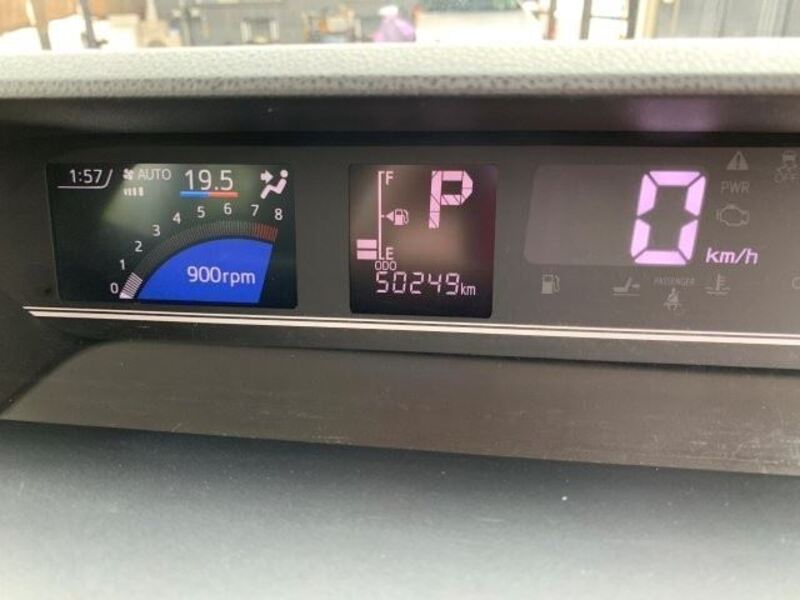 1:57 AUTO 19.5
0 1 2 3 4 5 6 7 8
900rpm
F
P
E
ODO
50249km
0 km/h
PWR
OFF
PASSENGER